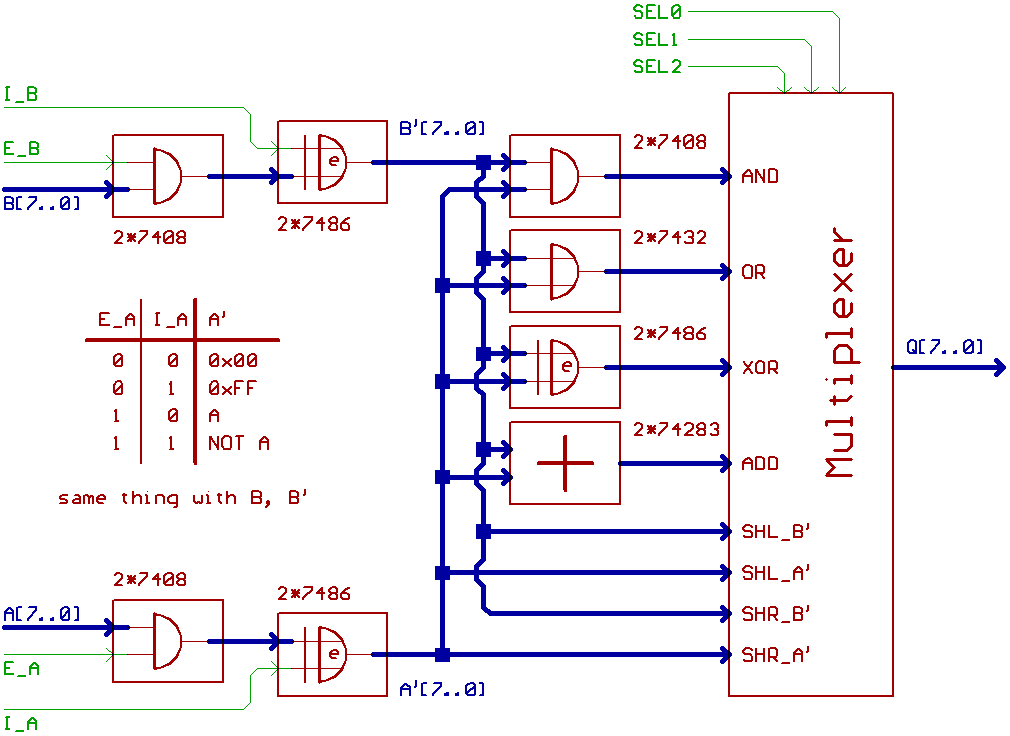 SEL0
SEL1
SEL2
I_B
E_B
B[7..0]
2*7408
e
2*7486
B'[7..0]
2*7408
AND
2*7432
OR
2*7486
e
XOR
2*74283
ADD
SHL_B'
SHL_A'
SHR_B'
SHR_A'
Multiplexer
Q[7..0]
E_A I_A A'
0 0 0x00
0 1 0xFF
1 0 A
1 1 NOT A
same thing with B, B'
2*7408
2*7486
A[7..0]
e
E_A
A'[7..0]
I_A